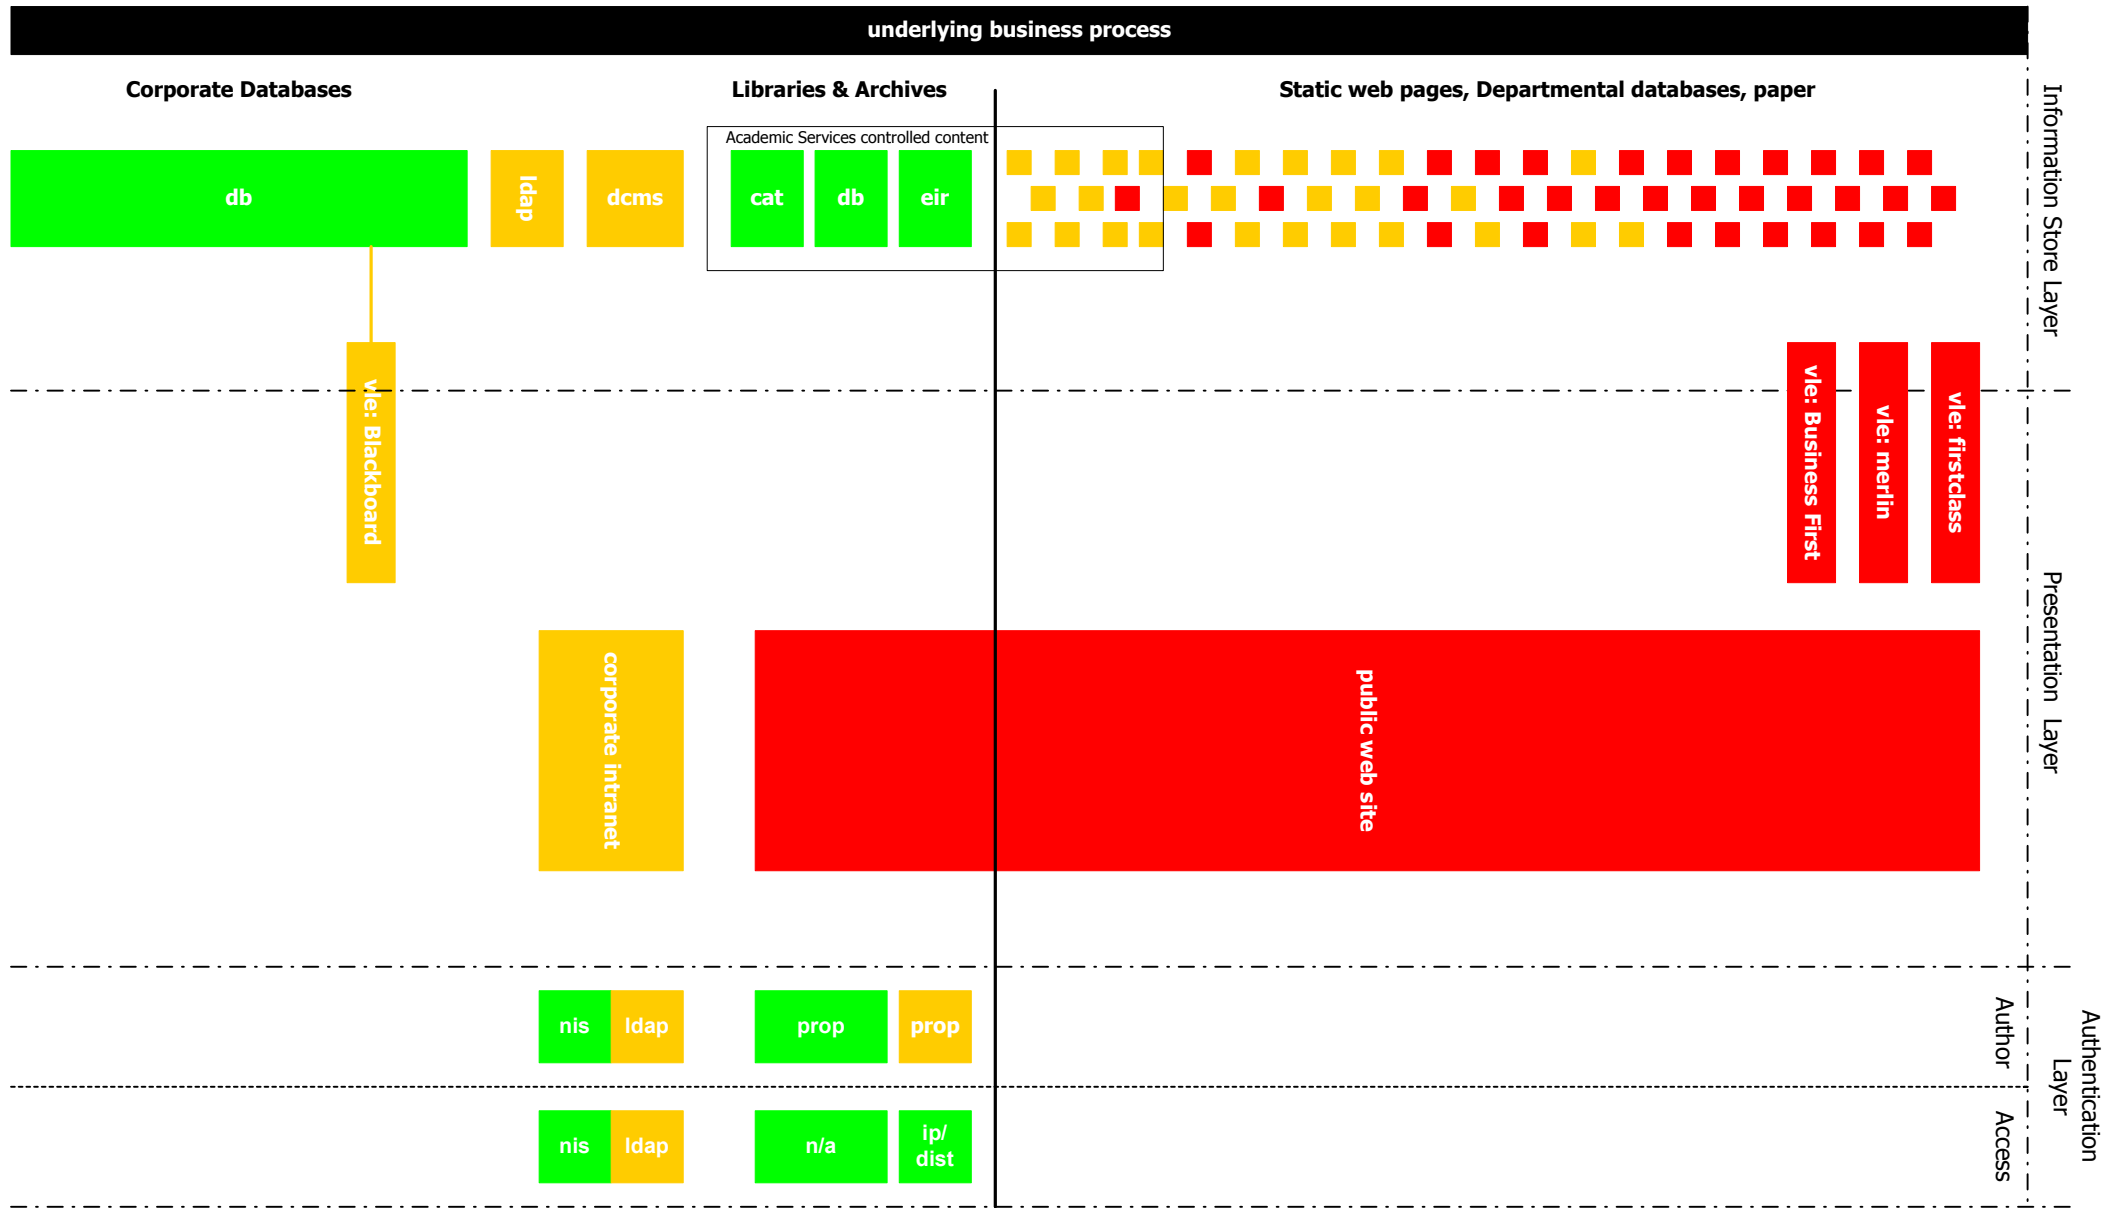 underlying business process
Corporate Databases
Libraries & Archives
Static web pages, Departmental databases, paper
Information Store Layer
Academic Services controlled content
db
ldap
dcms
cat
db
eir
vle: Blackboard
vle: Business First
vle: merlin
vle: firstclass
Presentation Layer
corporate intranet
public web site
nis
ldap
prop
prop
Author
Authentication
Layer
nis
ldap
n/a
ip/
dist
Access